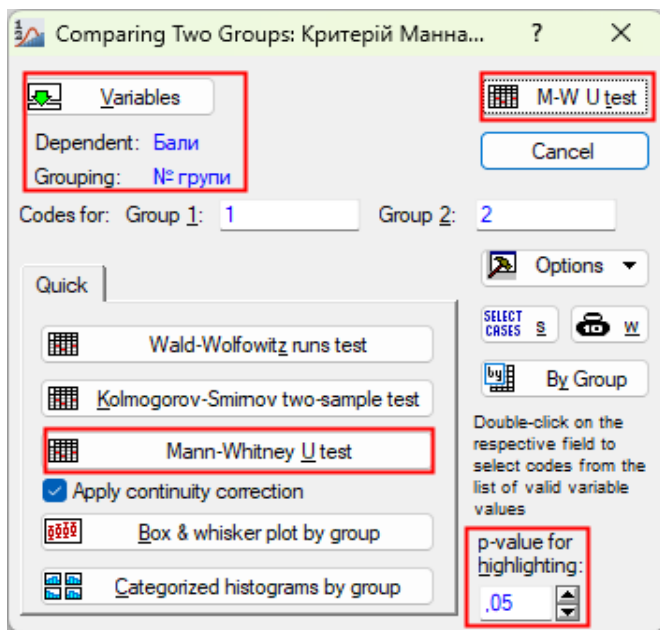 Comparing Two Groups: Критерій Манна...
?
Variables
M-W U test
Dependent: Бали
Cancel
Grouping: № групи
Codes for: Group 1: 1 Group 2: 2
Options
Quick
SELECT CASES S
W
Wald-Wolfowitz runs test
By Group
Kolmogorov-Smirnov two-sample test
Mann-Whitney U test
Apply continuity correction
Box & whisker plot by group
Categorized histograms by group
Double-click on the
respective field to
select codes from the
list of valid variable
values
p-value for
highlighting:
,05